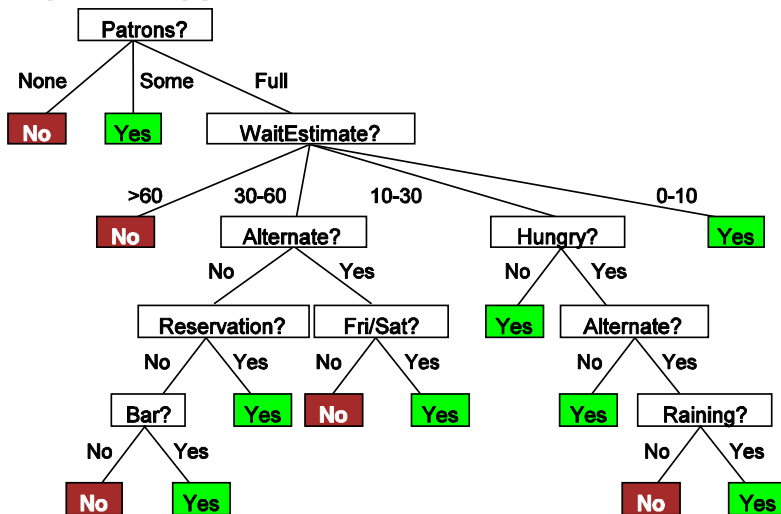 Patrons?
None Some Full
No Yes WaitEstimate?
>60 30-60 10-30 0-10
No Alternate? Hungry? Yes
No Yes No Yes
Reservation? Fri/Sat? Yes Alternate?
No Yes No Yes No Yes
Bar? Yes No Yes Yes Raining?
No Yes No Yes
No Yes No Yes